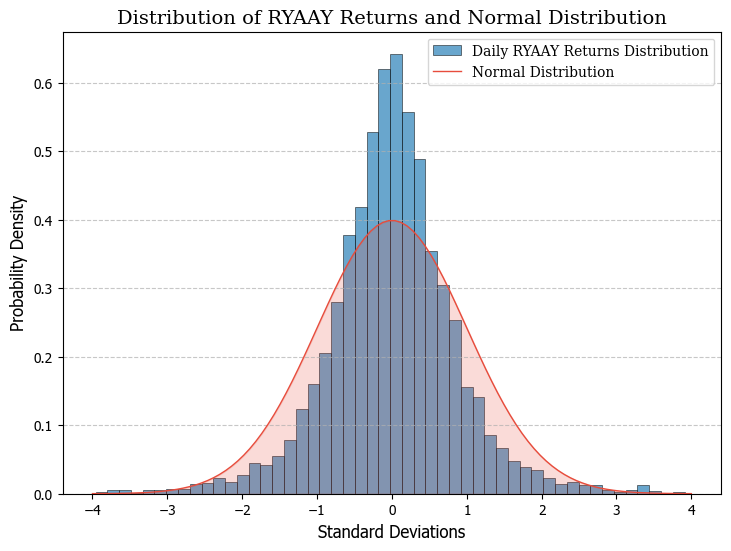 Distribution of RYAAY Returns and Normal Distribution
Daily RYAAY Returns Distribution
Normal Distribution
Probability Density
0.6
0.5
0.4
0.3
0.2
0.1
0.0
−4 −3 −2 −1 0 1 2 3 4
Standard Deviations